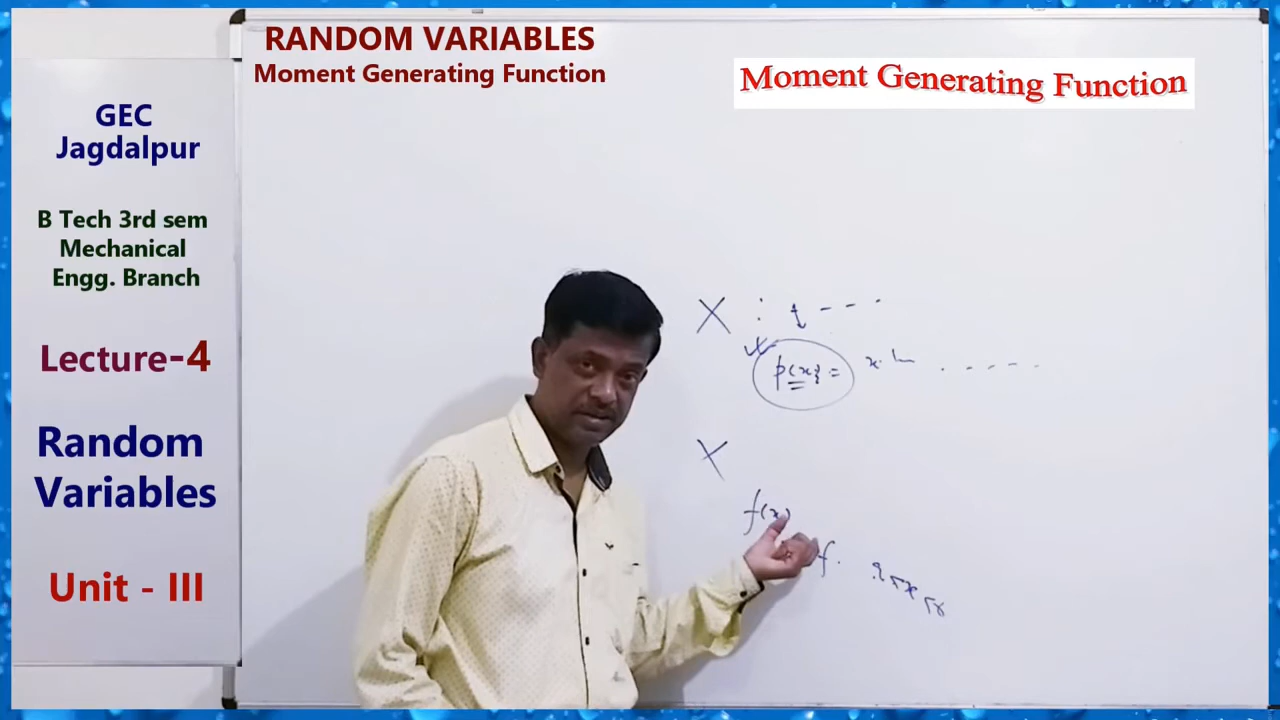 RANDOM VARIABLES
Moment Generating Function
Moment Generating Function
GEC
Jagdalpur
B Tech 3rd sem
Mechanical
Engg. Branch
Lecture-4
Random
Variables
Unit - III
X : - - -
p(x) =
X
f(x)
f.